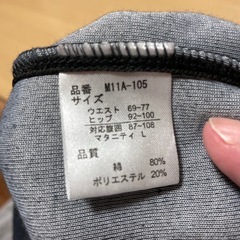 品番 M11A-105
サイズ
ウエスト 69-77
ヒップ 92-100
対応腹囲 87-108
マタニティ L
品質
綿 80%
ポリエステル 20%